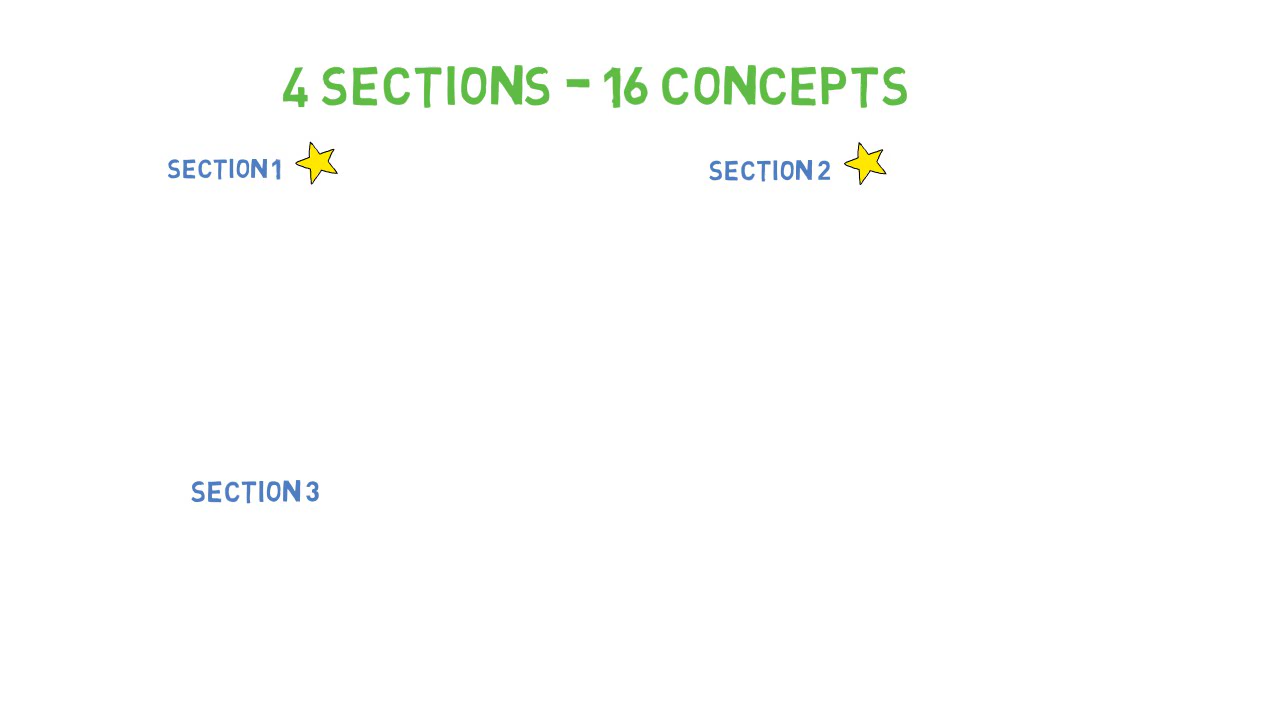 4 SECTIONS - 16 CONCEPTS
SECTION 1
SECTION 2
SECTION 3